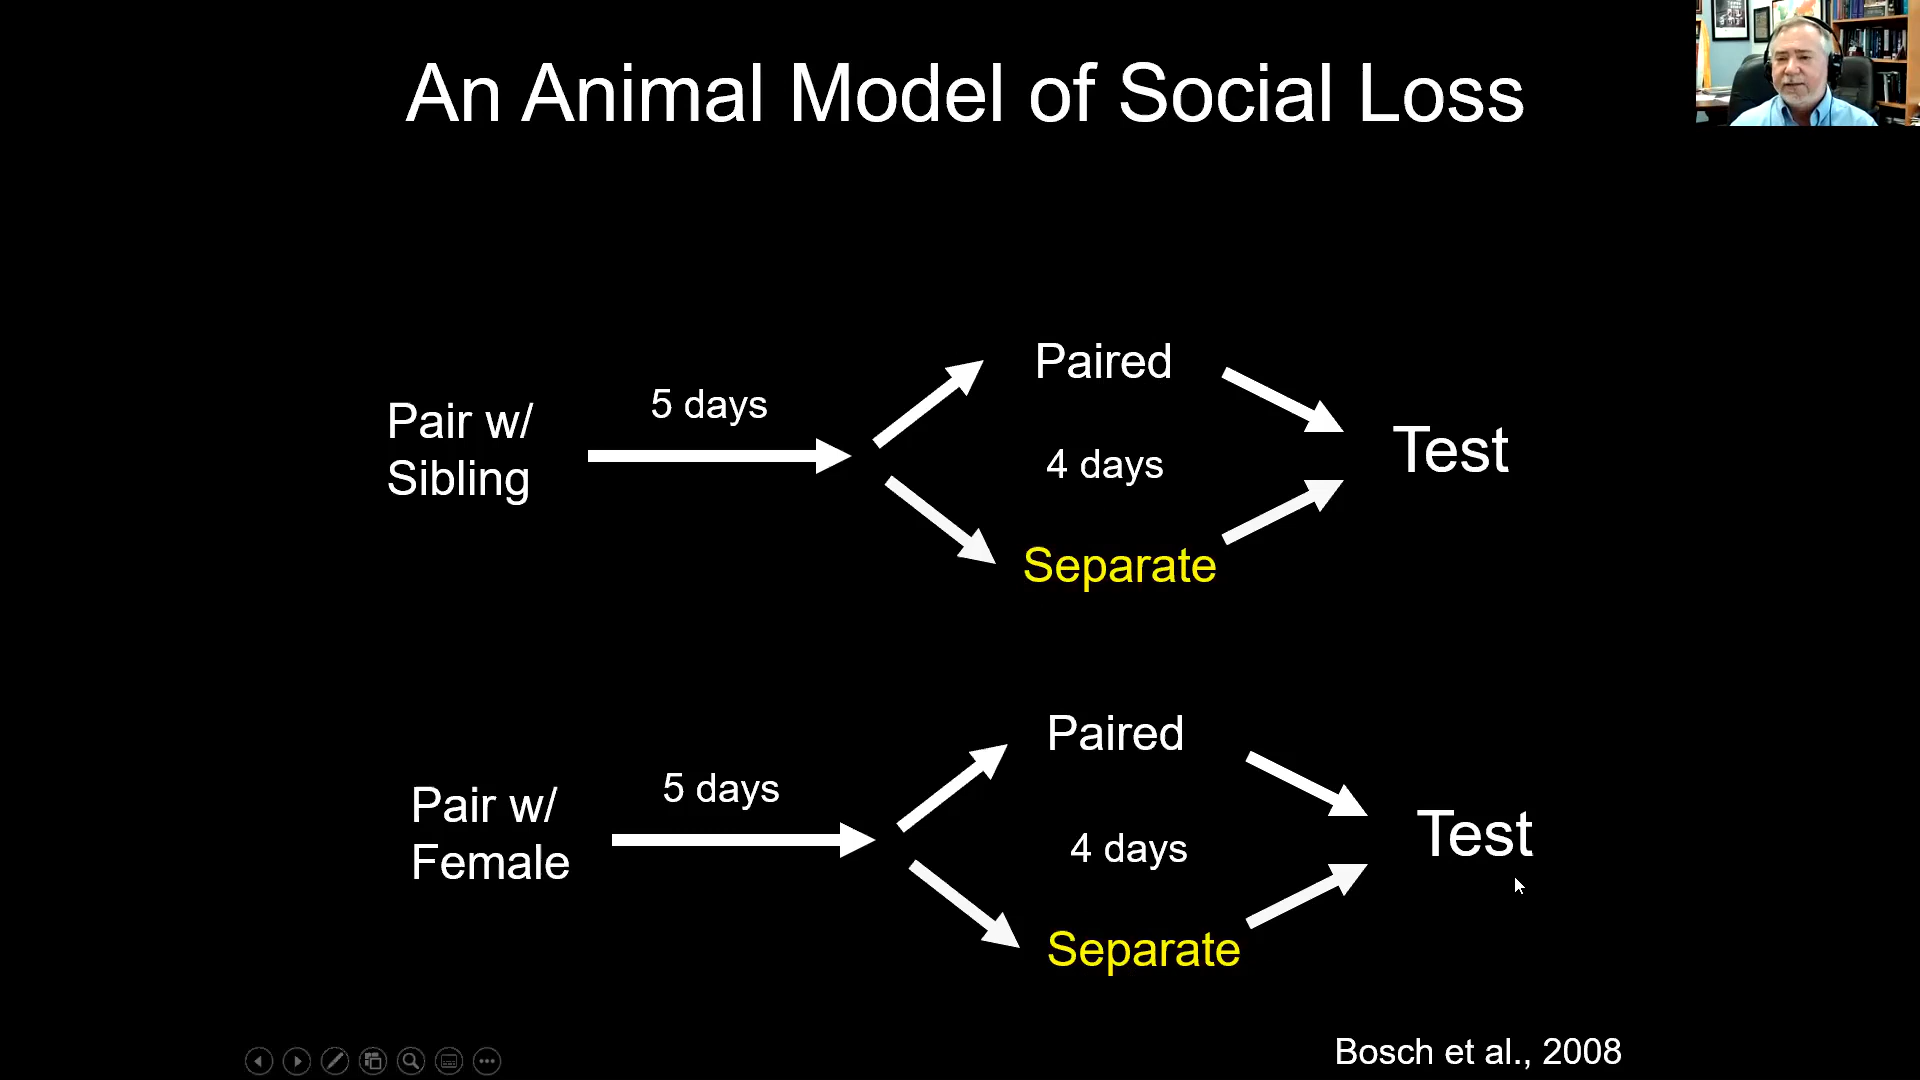 An Animal Model of Social Loss
Pair w/
Sibling
5 days
Paired
4 days
Separate
Test
Pair w/
Female
5 days
Paired
4 days
Separate
Test
Bosch et al., 2008